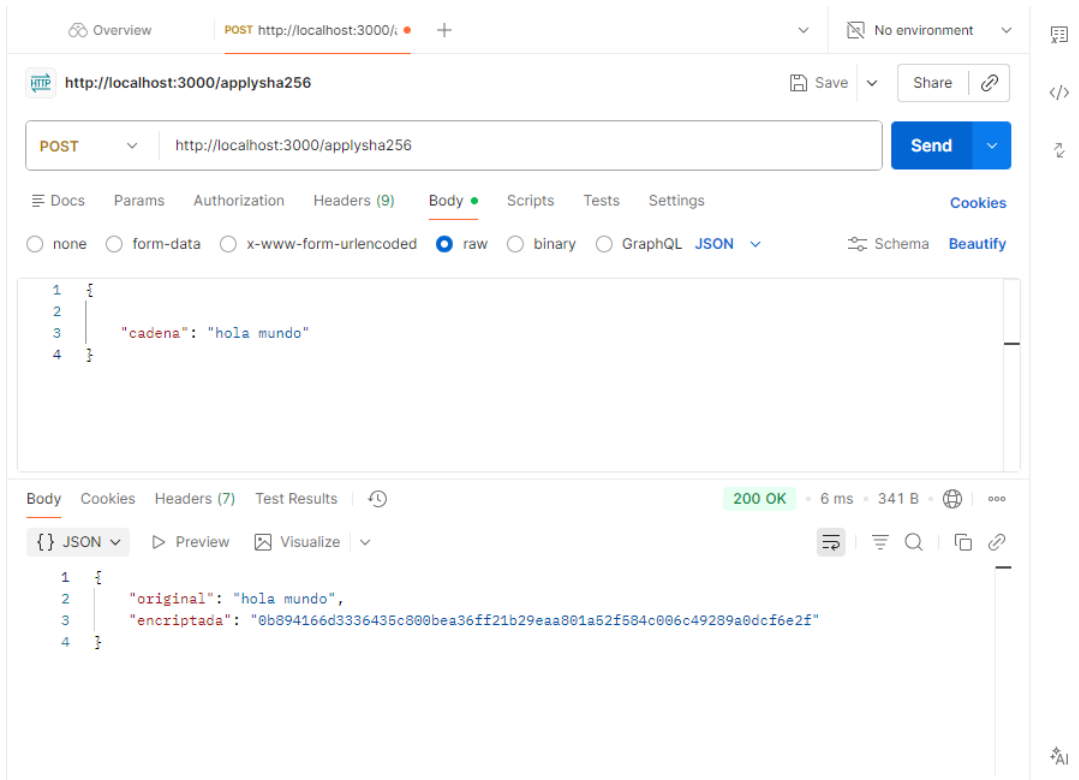 Overview POST http://localhost:3000/a No environment
HTTP http://localhost:3000/applysha256 Save Share
POST http://localhost:3000/applysha256 Send
Docs Params Authorization Headers (9) Body Scripts Tests Settings Cookies
none form-data x-www-form-urlencoded raw binary GraphQL JSON Schema Beautify
1 {
2
3 "cadena": "hola mundo"
4 }
Body Cookies Headers (7) Test Results 200 OK 6 ms 341 B
{} JSON Preview Visualize
1 {
2 "original": "hola mundo",
3 "encriptada": "0b894166d3336435c800bea36ff21b29eaa801a52f584c006c49289a0dcf6e2f"
4 }
AI